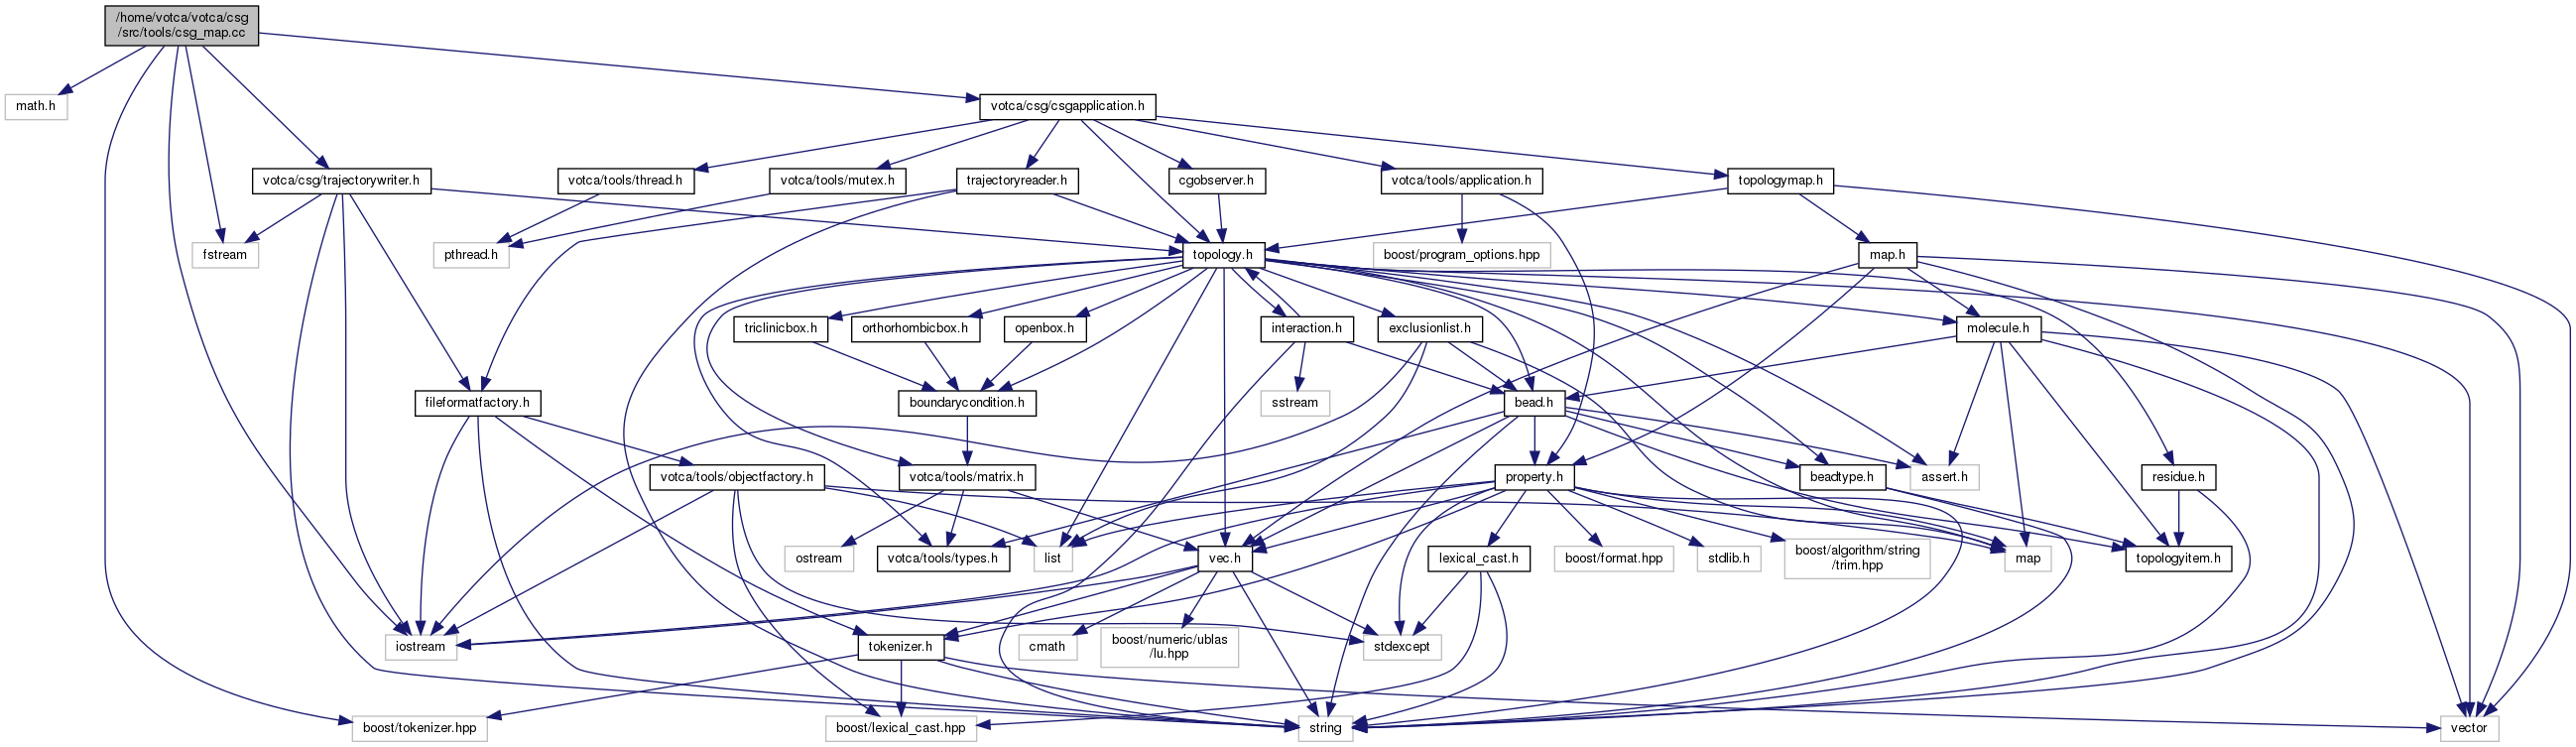 /home/votca/votca/csg
/src/tools/csg_map.cc
math.h
votca/csg/csgapplication.h
votca/csg/trajectorywriter.h
votca/tools/thread.h
votca/tools/mutex.h
trajectoryreader.h
cgobserver.h
votca/tools/application.h
topologymap.h
fstream
pthread.h
topology.h
boost/program_options.hpp
map.h
triclinicbox.h
orthorhombicbox.h
openbox.h
interaction.h
exclusionlist.h
molecule.h
fileformatfactory.h
boundarycondition.h
sstream
bead.h
votca/tools/objectfactory.h
votca/tools/matrix.h
property.h
beadtype.h
assert.h
residue.h
ostream
votca/tools/types.h
list
vec.h
lexical_cast.h
boost/format.hpp
stdlib.h
boost/algorithm/string
/trim.hpp
map
topologyitem.h
iostream
tokenizer.h
cmath
boost/numeric/ublas
/lu.hpp
stdexcept
boost/tokenizer.hpp
boost/lexical_cast.hpp
string
vector